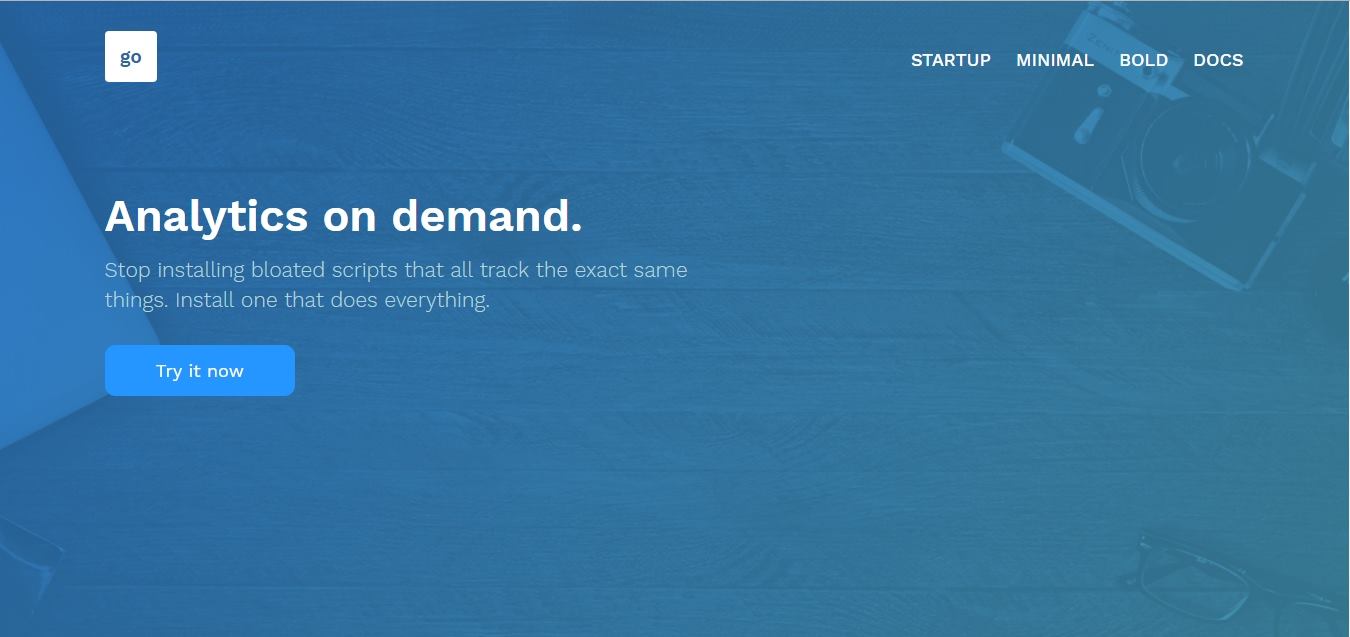 go
STARTUP MINIMAL BOLD DOCS
Analytics on demand.
Stop installing bloated scripts that all track the exact same
things. Install one that does everything.
Try it now